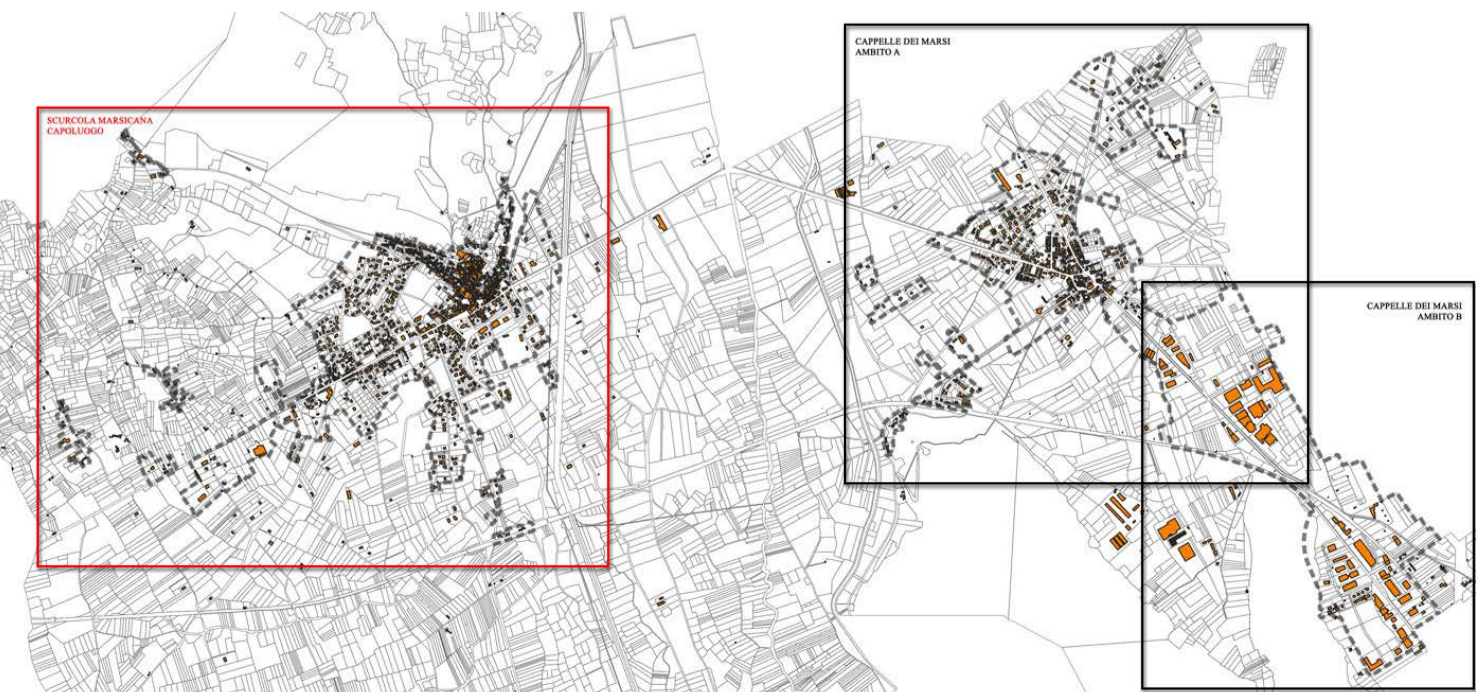 SCURCOLA MARSICANA
CAPOLUOGO
CAPPELLE DEI MARSI
AMBITO A
CAPPELLE DEI MARSI
AMBITO B